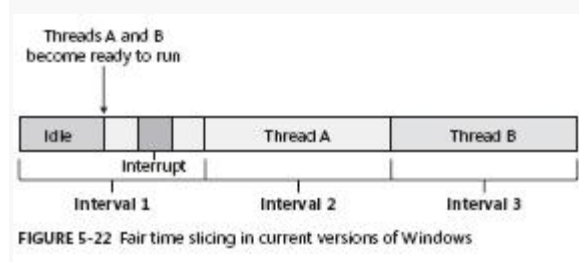 Threads A and B
become ready to run
Idle
Thread A
Thread B
Interrupt
Interval 1
Interval 2
Interval 3
FIGURE 5-22 Fair time slicing in current versions of Windows